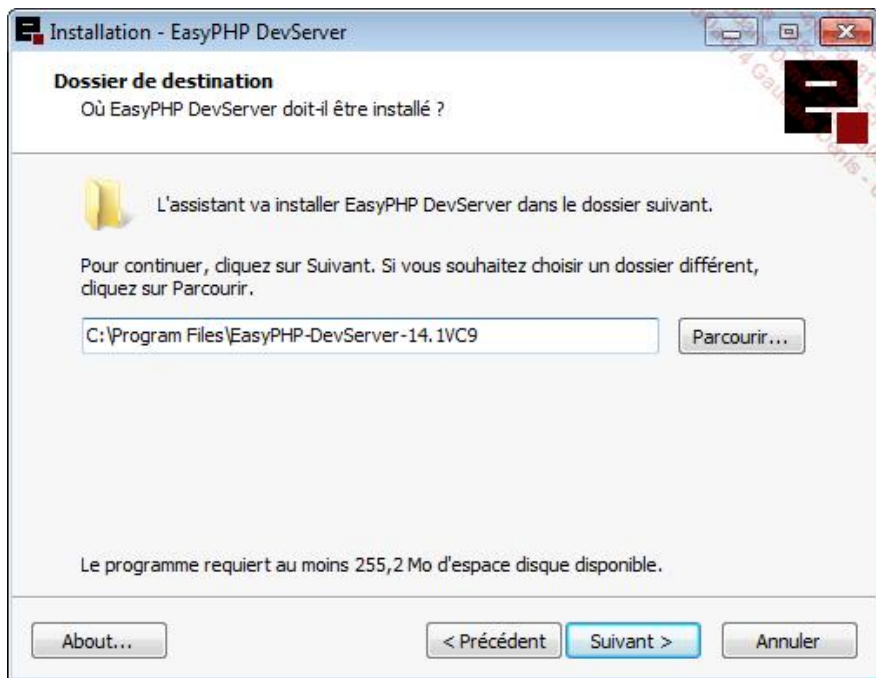 Installation - EasyPHP DevServer
Dossier de destination
Où EasyPHP DevServer doit-il être installé ?
L'assistant va installer EasyPHP DevServer dans le dossier suivant.
Pour continuer, cliquez sur Suivant. Si vous souhaitez choisir un dossier différent,
cliquez sur Parcourir.
C:\Program Files\EasyPHP-DevServer-14.1VC9
Parcourir...
Le programme requiert au moins 255,2 Mo d'espace disque disponible.
About...
< Précédent
Suivant >
Annuler